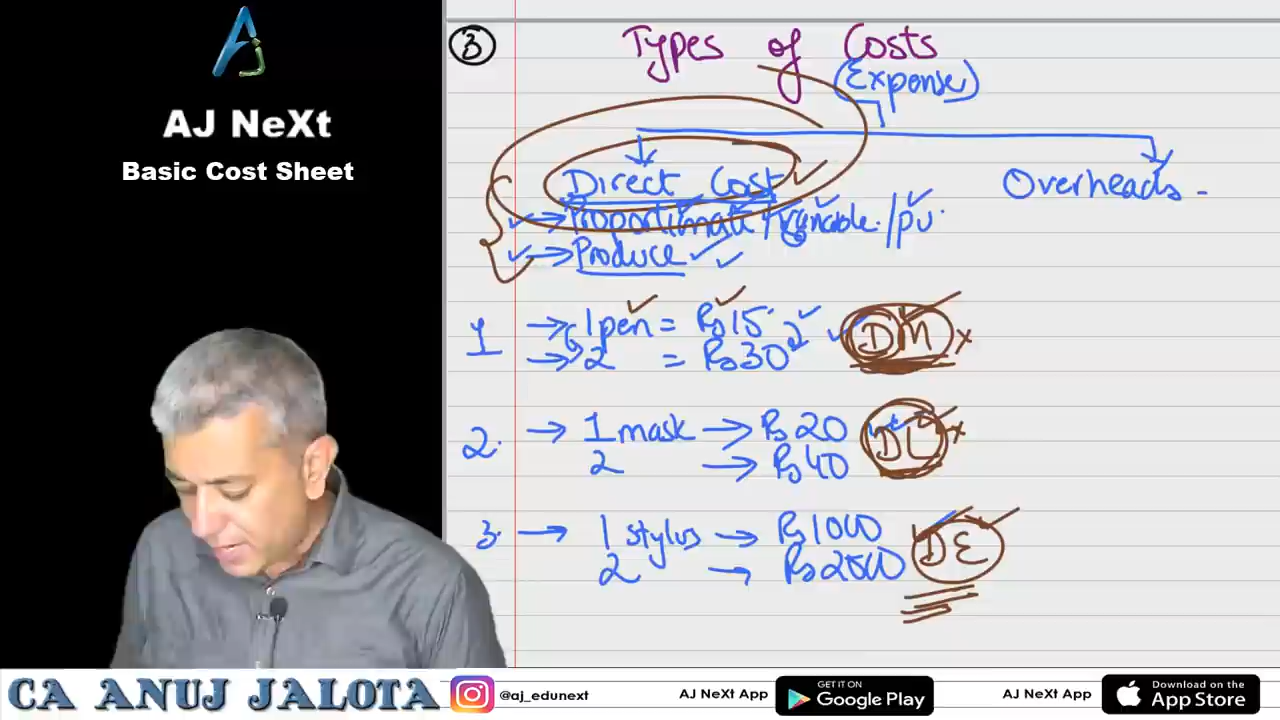 AJ NeXt
Basic Cost Sheet
3 Types of Costs
(Expense)
Direct Cost Overheads
→ Proportionate / Variable / pu.
→ Produce
1 → 1 pen = Rs 15
→ 2 = Rs 30 DM x
2. → 1 mask → Rs 20
2 → Rs 40 DL x
3. → 1 stylus → Rs 1000
2 → DE
CA ANUJ JALOTA
@aj_edunext
AJ NeXt App
GET IT ON
Google Play
AJ NeXt App
Download on the
App Store